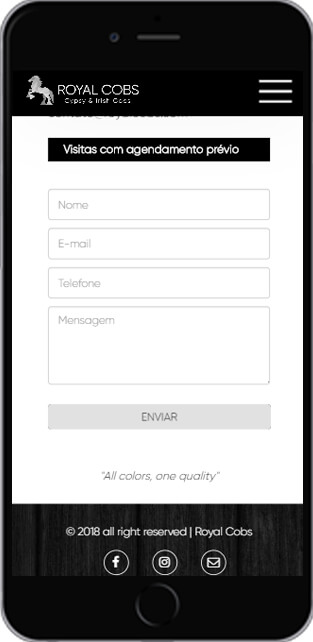 ROYAL COBS
Gypsy & Irish Cobs
Visitas com agendamento prévio
Nome
E-mail
Telefone
Mensagem
ENVIAR
"All colors, one quality"
© 2018 all right reserved | Royal Cobs